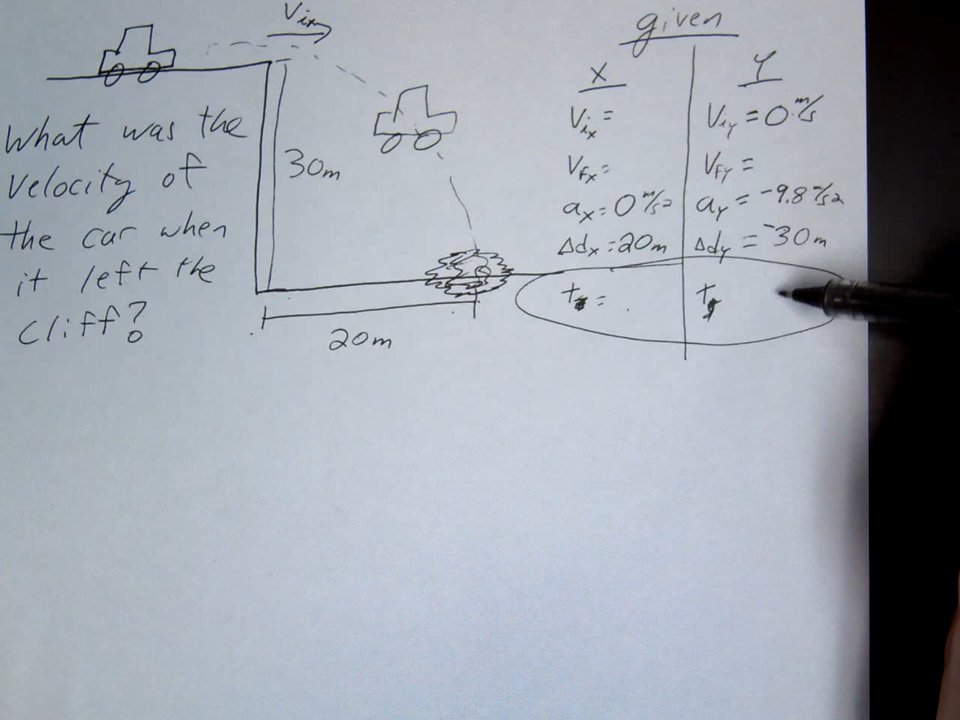 Vix
given
X
Y
Vix =
Viy = 0 m/s
Vfx =
Vfy =
ax = 0 m/s2
ay = -9.8 m/s2
Δdx = 20m
Δdy = -30m
t =
t
30m
20m
What was the
velocity of
the car when
it left the
cliff?